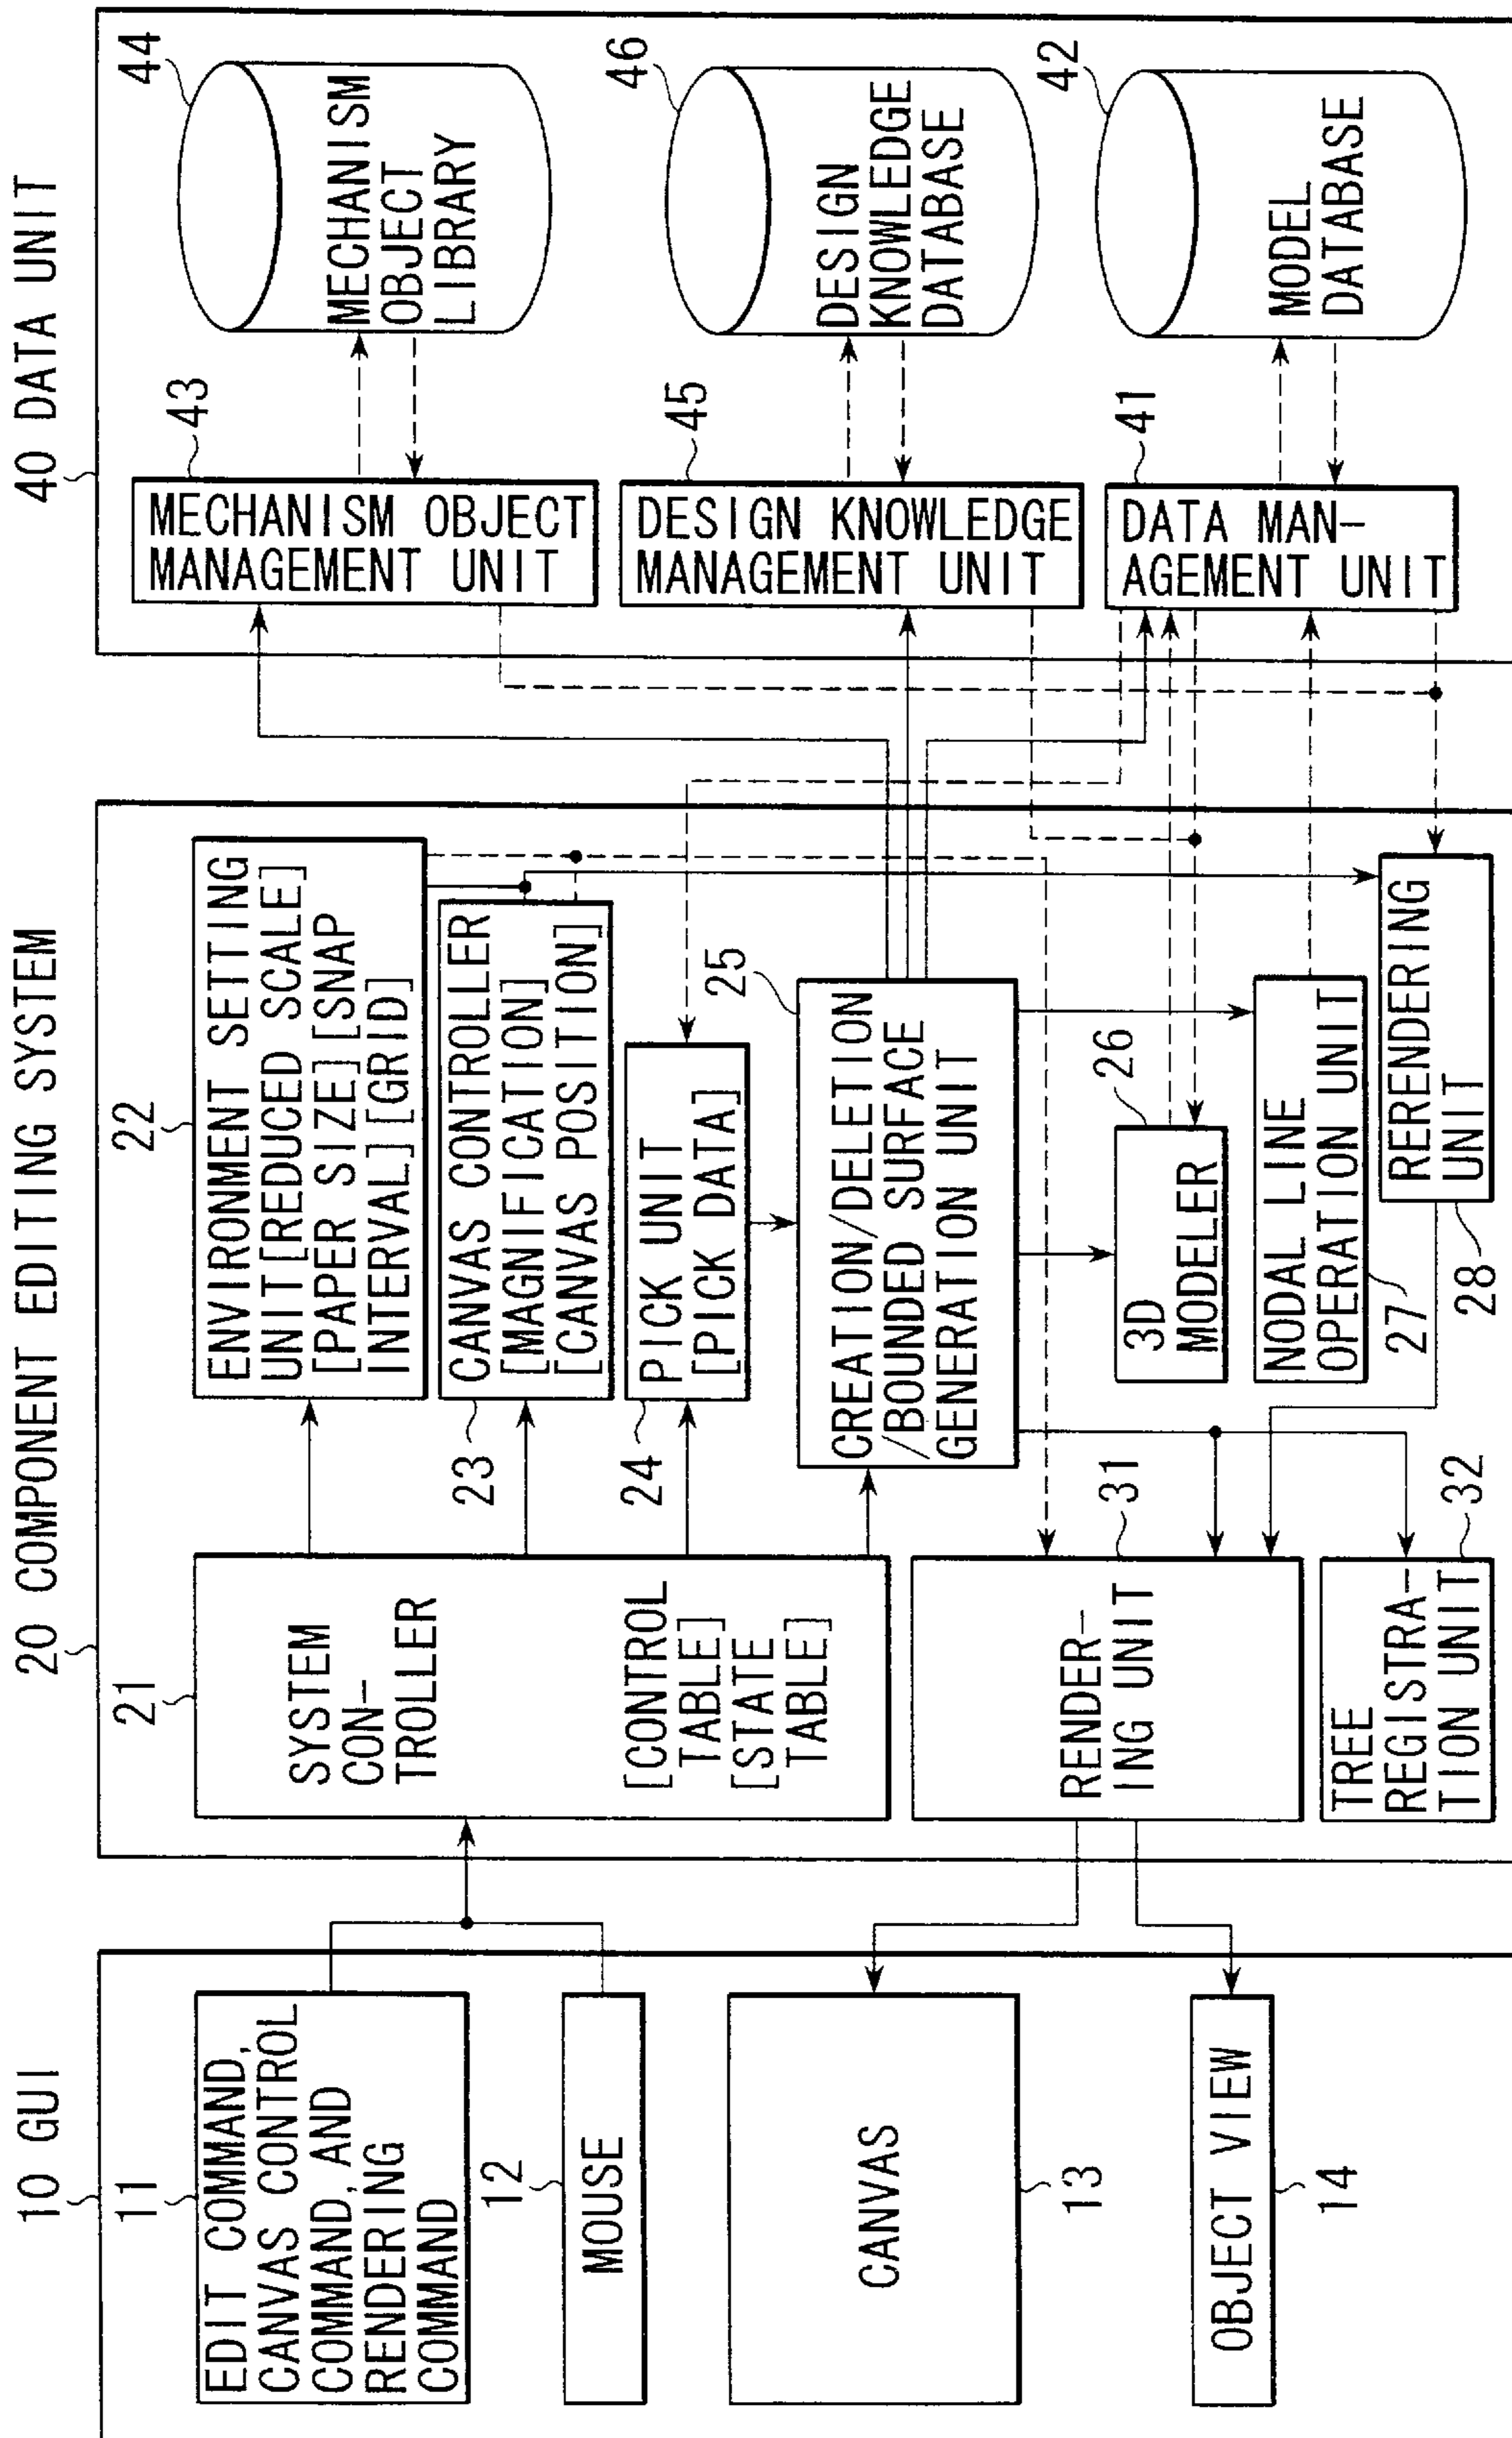 10 GUI
11
EDIT COMMAND,
CANVAS CONTROL
COMMAND, AND
RENDERING
COMMAND
12
MOUSE
CANVAS
13
OBJECT VIEW
14
20 COMPONENT EDITING SYSTEM
21
SYSTEM
CON-
TROLLER
[CONTROL
TABLE]
[STATE
TABLE]
22
ENVIRONMENT SETTING
UNIT[REDUCED SCALE]
[PAPER SIZE][SNAP
INTERVAL][GRID]
CANVAS CONTROLLER
[MAGNIFICATION]
[CANVAS POSITION]
23
PICK UNIT
[PICK DATA]
24
25
CREATION/DELETION
/BOUNDED SURFACE
GENERATION UNIT
26
3D
MODELER
NODAL LINE
OPERATION UNIT
27
RERENDERING
UNIT
28
RENDER-
ING UNIT
31
TREE
REGISTRA-
TION UNIT
32
40 DATA UNIT
43
MECHANISM OBJECT
MANAGEMENT UNIT
44
MECHANISM
OBJECT
LIBRARY
45
DESIGN KNOWLEDGE
MANAGEMENT UNIT
46
DESIGN
KNOWLEDGE
DATABASE
41
DATA MAN-
AGEMENT UNIT
42
MODEL
DATABASE